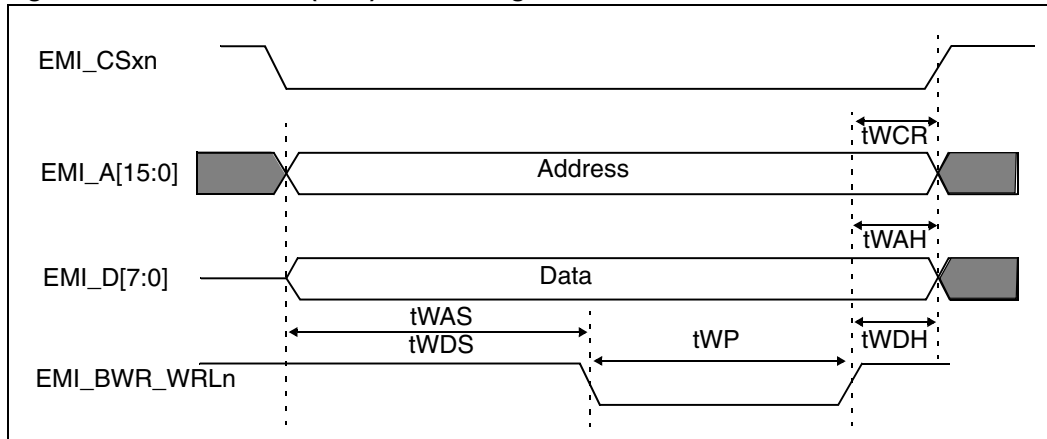 EMI_CSxn
tWCR
EMI_A[15:0]
Address
tWAH
EMI_D[7:0]
Data
tWAS
tWDS
tWP
tWDH
EMI_BWR_WRLn